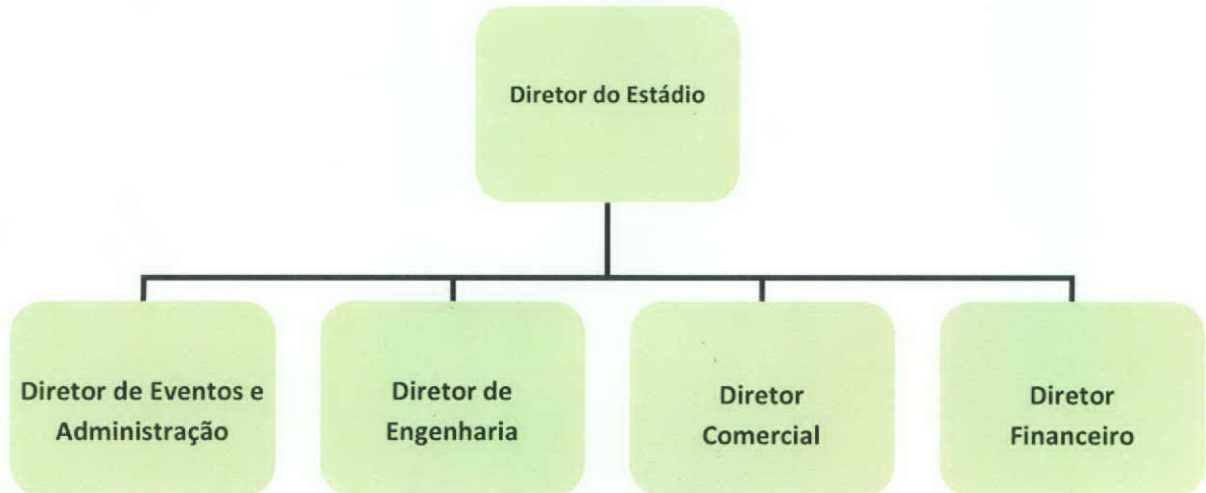 Diretor do Estádio
Diretor de Eventos e
Administração
Diretor de
Engenharia
Diretor
Comercial
Diretor
Financeiro